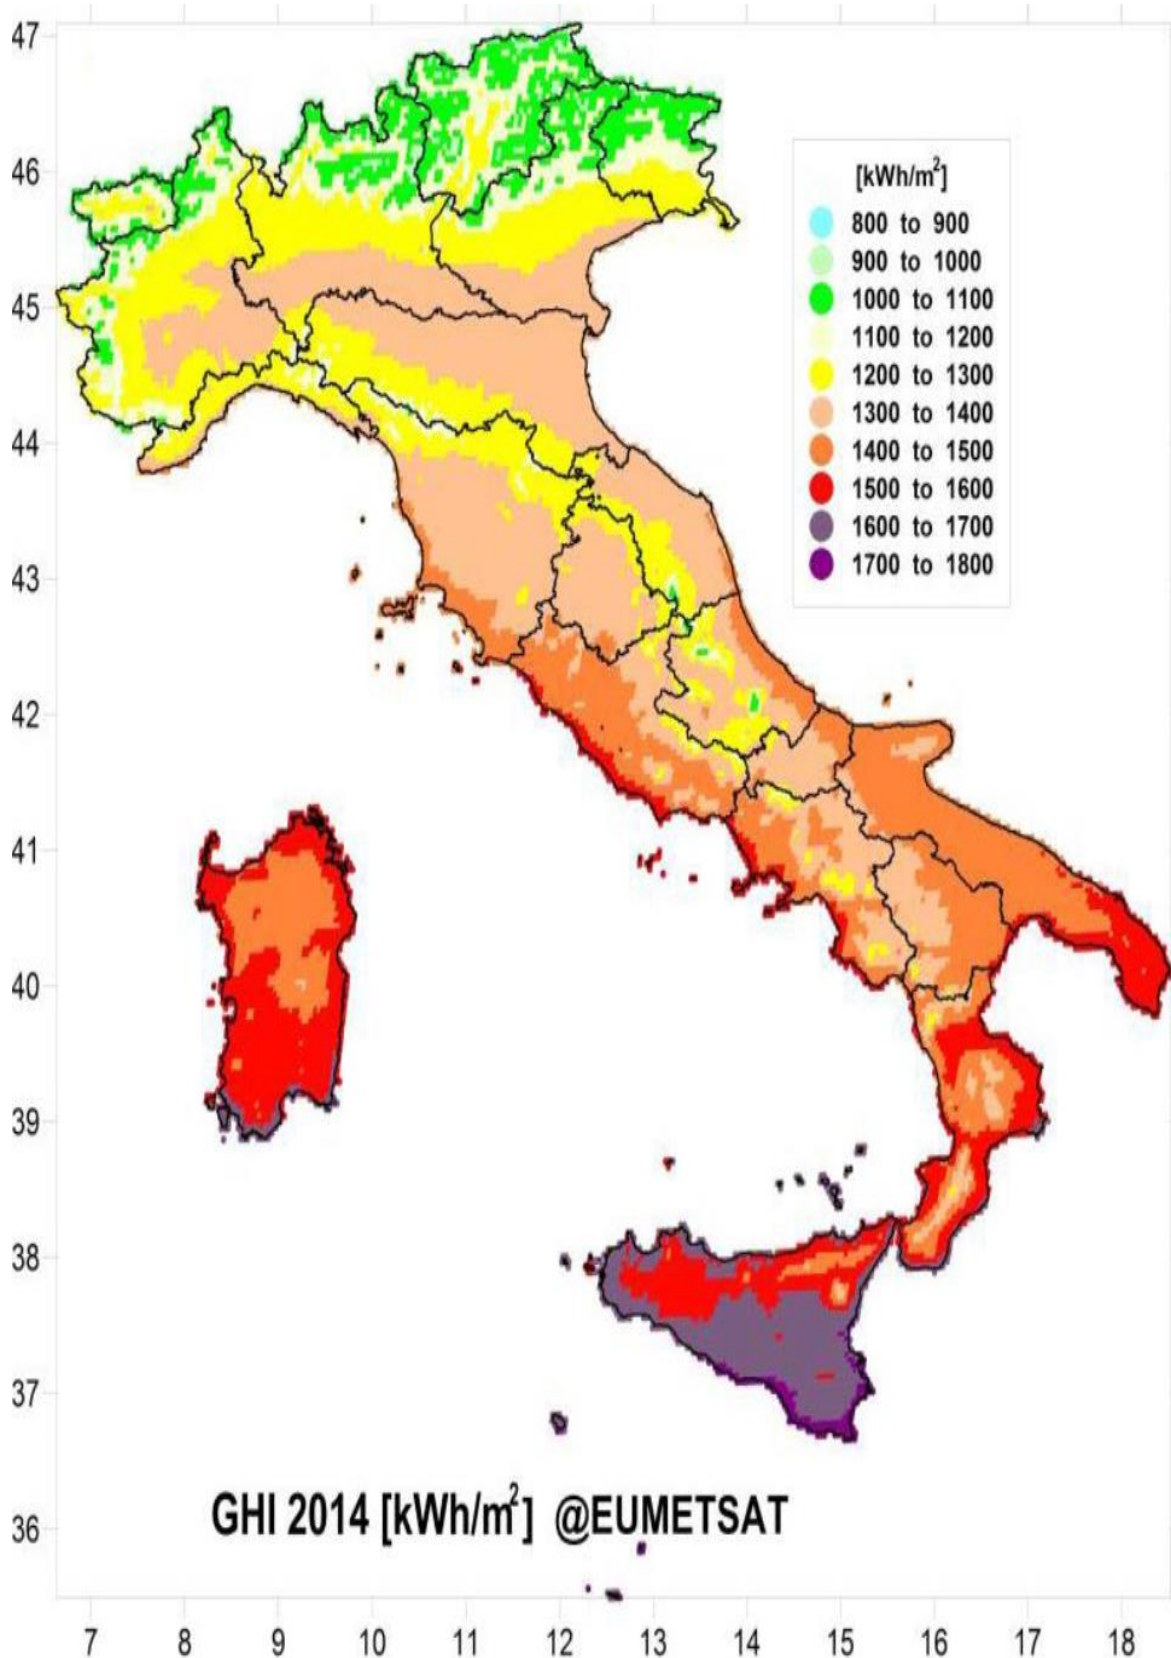 47
46
45
44
43
42
41
40
39
38
37
36
[kWh/m²]
800 to 900
900 to 1000
1000 to 1100
1100 to 1200
1200 to 1300
1300 to 1400
1400 to 1500
1500 to 1600
1600 to 1700
1700 to 1800
GHI 2014 [kWh/m²] @EUMETSAT
7 8 9 10 11 12 13 14 15 16 17 18